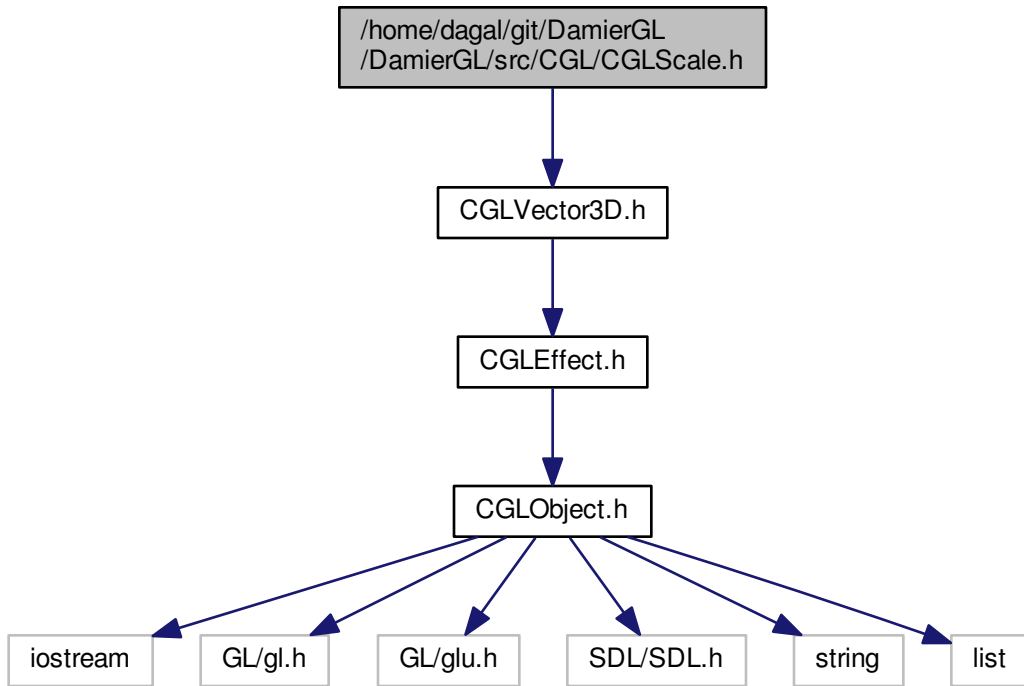 /home/dagal/git/DamierGL
/DamierGL/src/CGL/CGLScale.h
CGLVector3D.h
CGLEffect.h
CGLObject.h
iostream
GL/gl.h
GL/glu.h
SDL/SDL.h
string
list